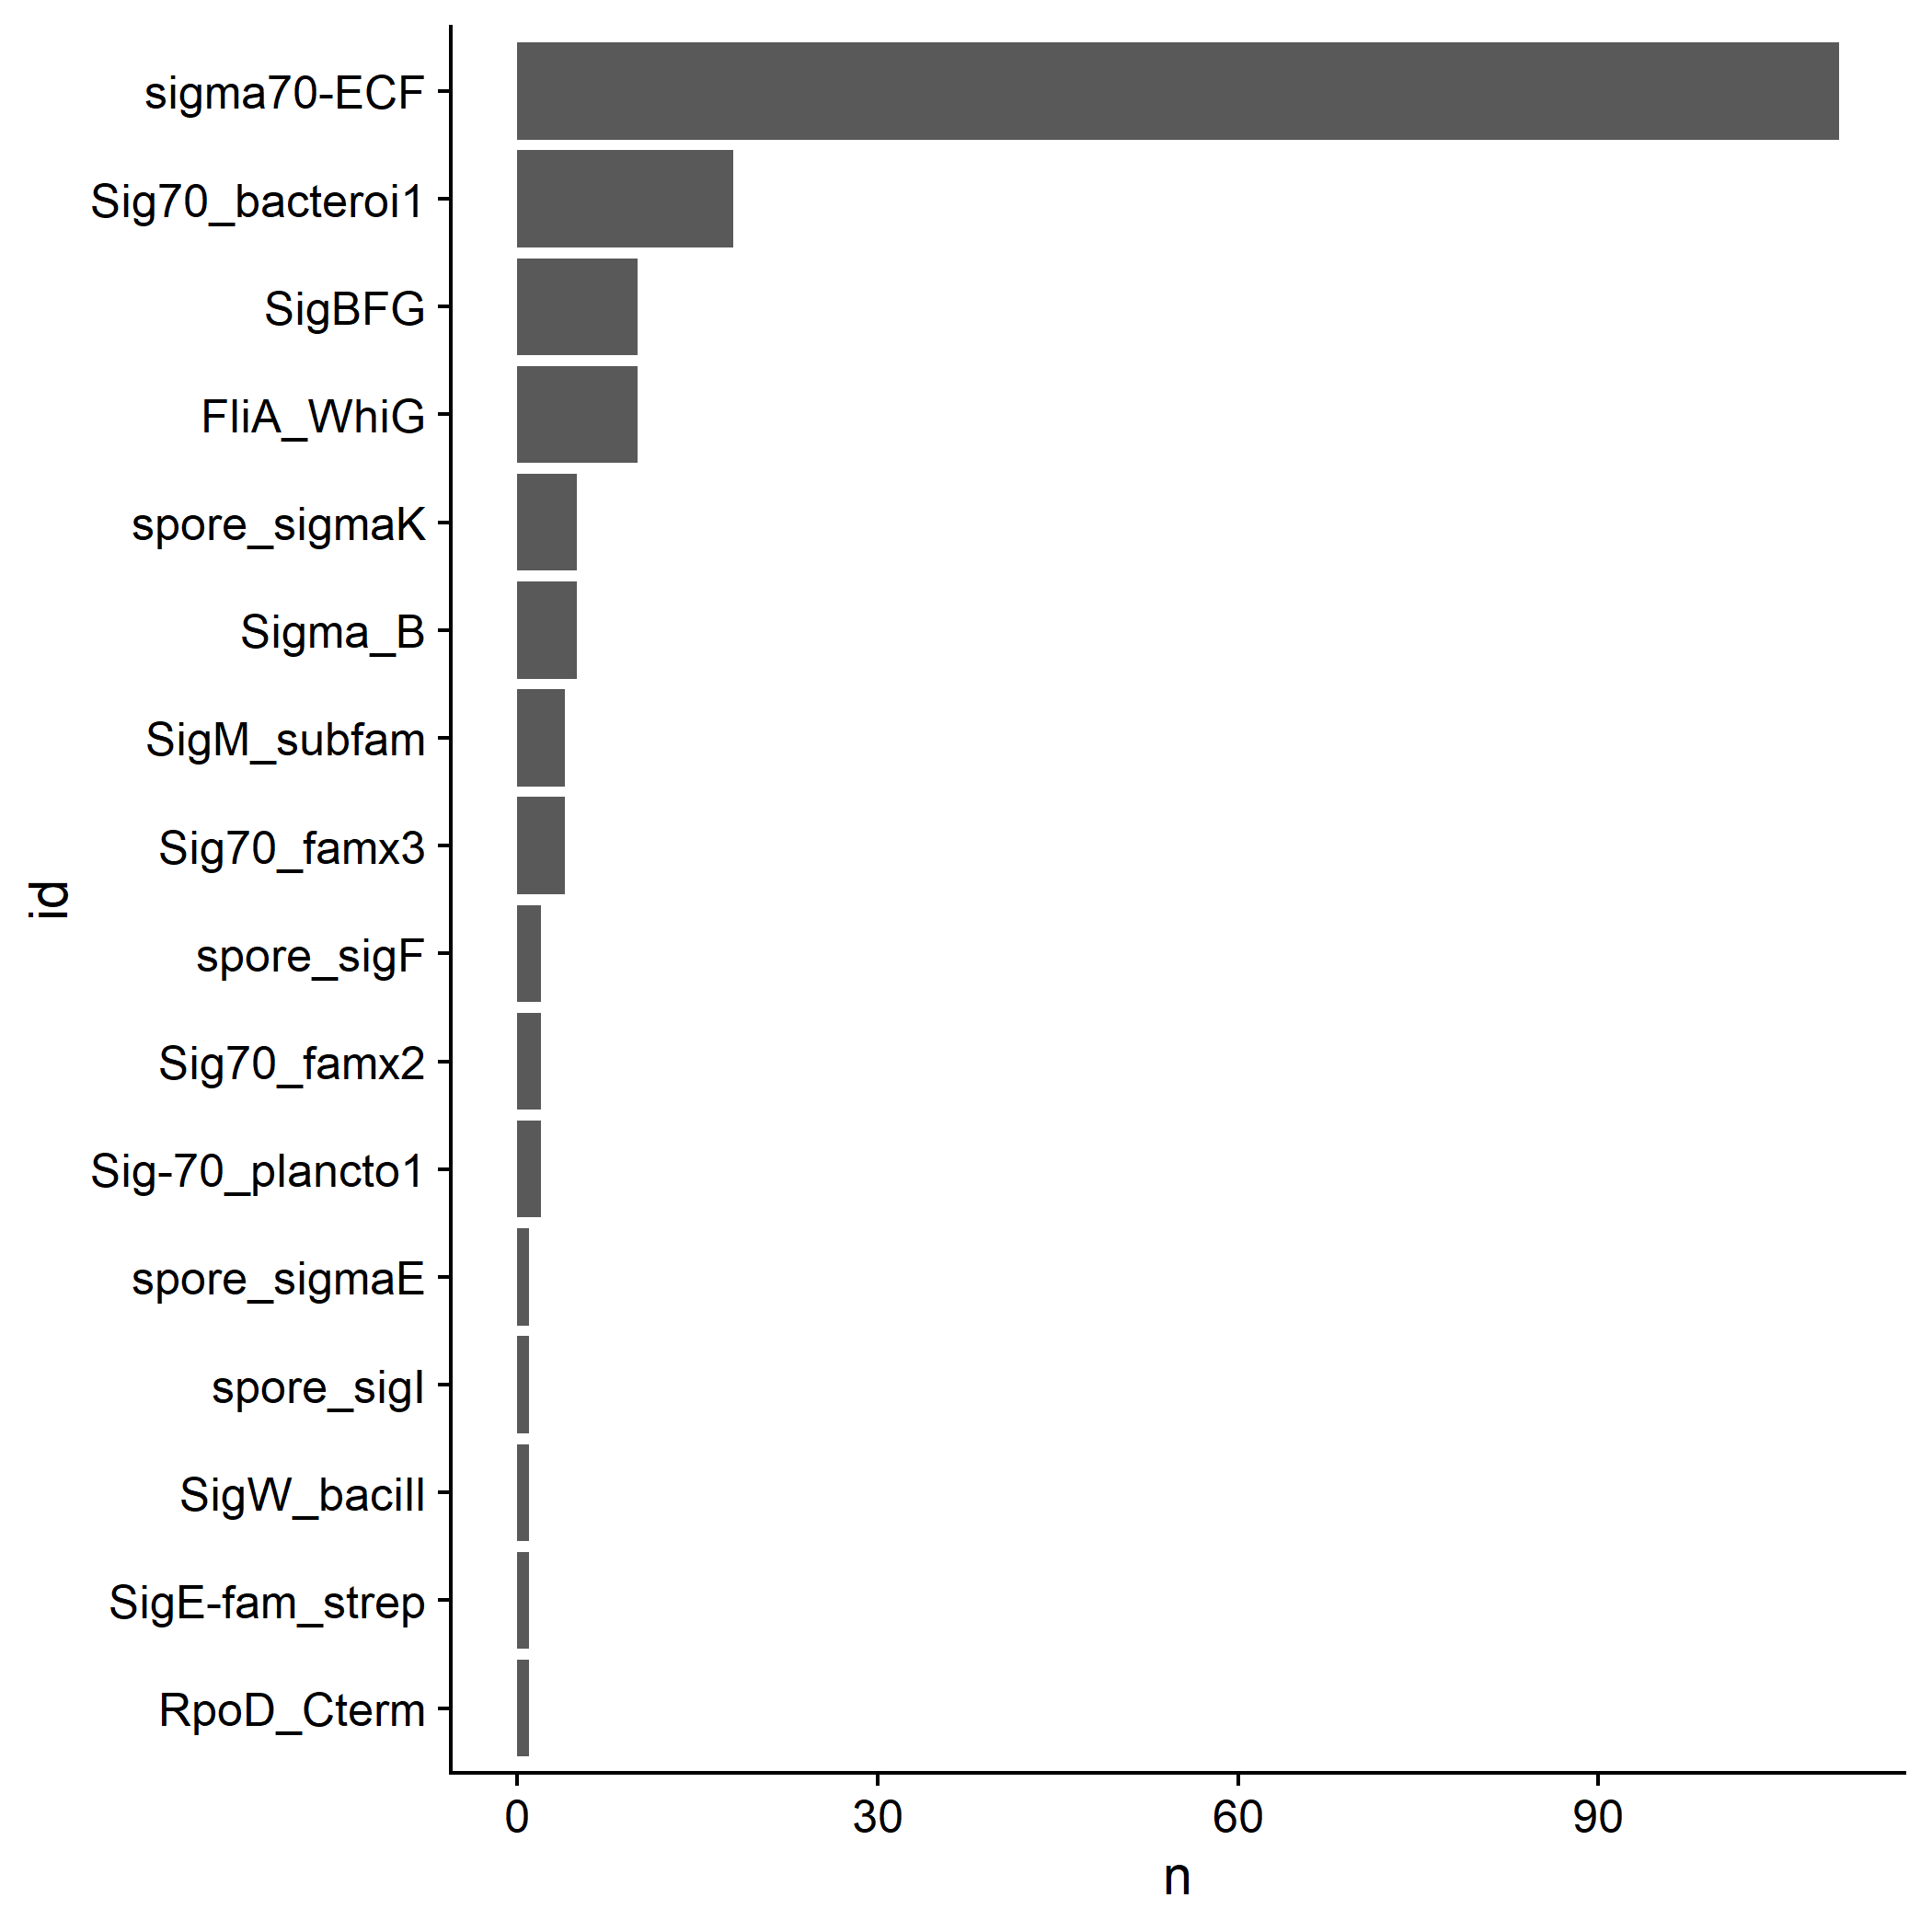 sigma70-ECF
Sig70_bacteroi1
SigBFG
FliA_WhiG
spore_sigmaK
Sigma_B
SigM_subfam
Sig70_famx3
spore_sigF
Sig70_famx2
Sig-70_plancto1
spore_sigmaE
spore_sigI
SigW_bacill
SigE-fam_strep
RpoD_Cterm
id
0 30 60 90
n